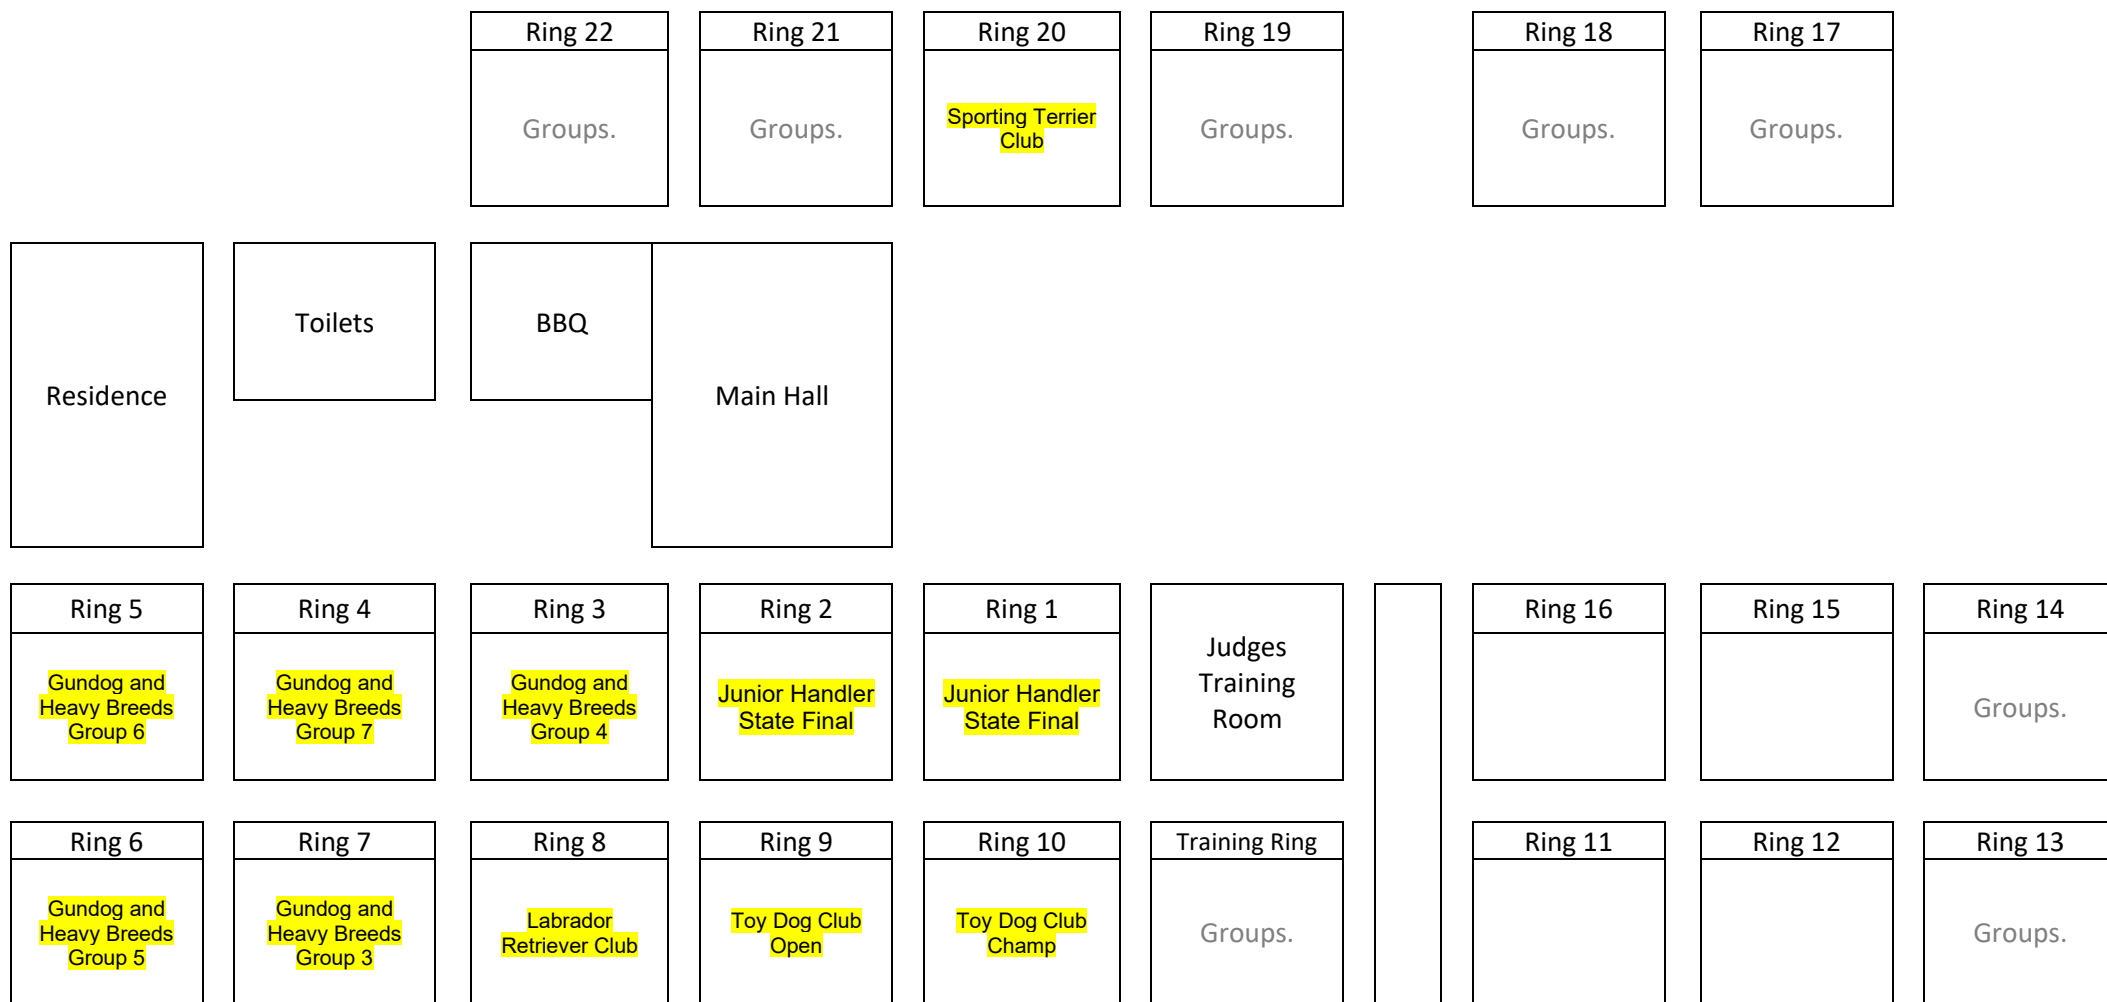 Ring 22
Ring 21
Ring 20
Ring 19
Ring 18
Ring 17
Groups.
Groups.
Sporting Terrier
Club
Groups.
Groups.
Groups.
Residence
Toilets
BBQ
Main Hall
Ring 5
Ring 4
Ring 3
Ring 2
Ring 1
Judges
Training
Room
Ring 16
Ring 15
Ring 14
Gundog and
Heavy Breeds
Group 6
Gundog and
Heavy Breeds
Group 7
Gundog and
Heavy Breeds
Group 4
Junior Handler
State Final
Junior Handler
State Final
Groups.
Ring 6
Ring 7
Ring 8
Ring 9
Ring 10
Training Ring
Ring 11
Ring 12
Ring 13
Gundog and
Heavy Breeds
Group 5
Gundog and
Heavy Breeds
Group 3
Labrador
Retriever Club
Toy Dog Club
Open
Toy Dog Club
Champ
Groups.
Groups.